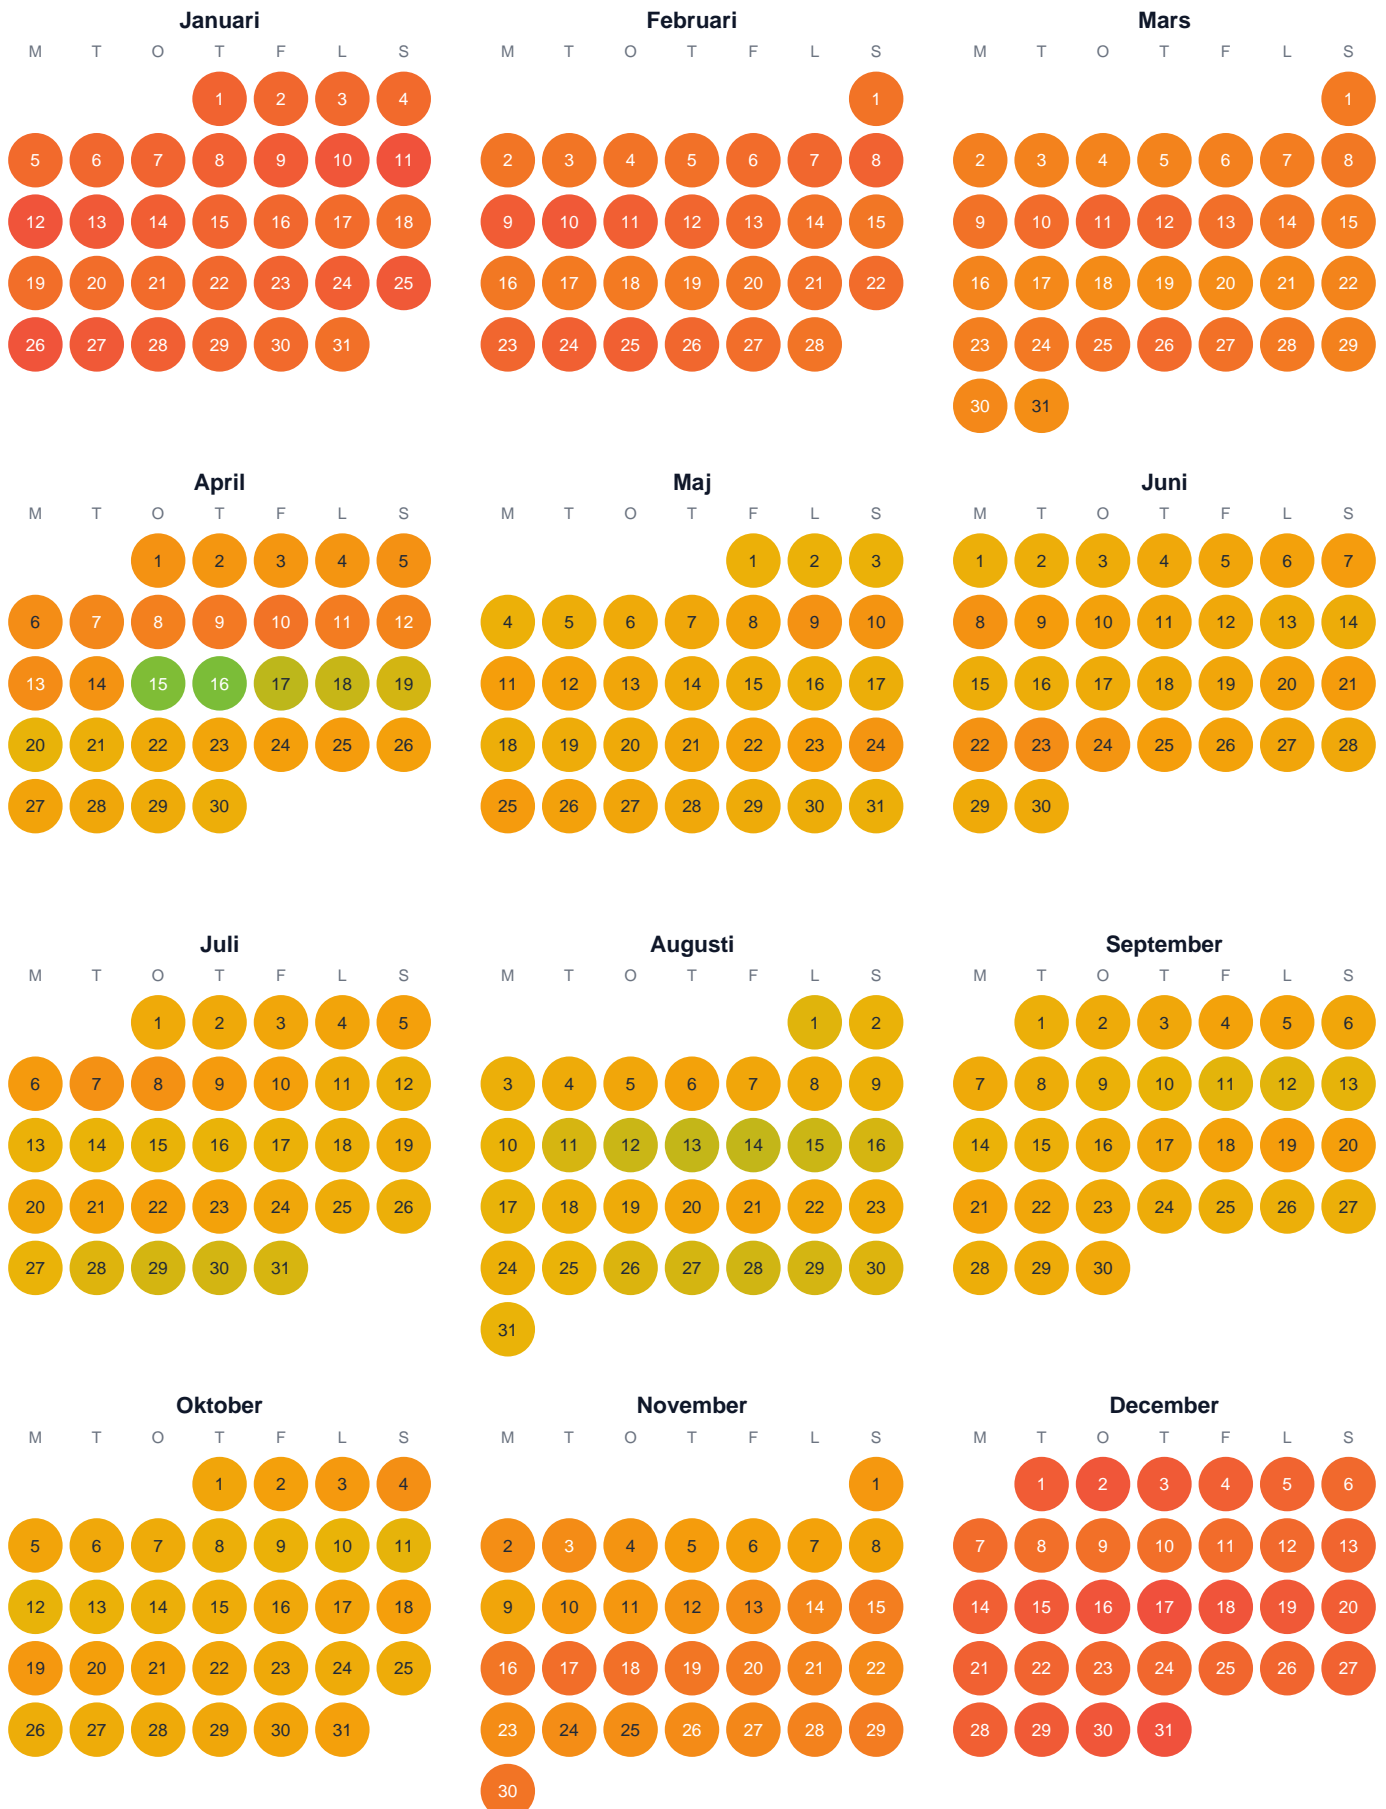 Januari
M T O T F L S
1 2 3 4
5 6 7 8 9 10 11
12 13 14 15 16 17 18
19 20 21 22 23 24 25
26 27 28 29 30 31
Februari
M T O T F L S
1
2 3 4 5 6 7 8
9 10 11 12 13 14 15
16 17 18 19 20 21 22
23 24 25 26 27 28
Mars
M T O T F L S
1
2 3 4 5 6 7 8
9 10 11 12 13 14 15
16 17 18 19 20 21 22
23 24 25 26 27 28 29
30 31
April
M T O T F L S
1 2 3 4 5
6 7 8 9 10 11 12
13 14 15 16 17 18 19
20 21 22 23 24 25 26
27 28 29 30
Maj
M T O T F L S
1 2 3
4 5 6 7 8 9 10
11 12 13 14 15 16 17
18 19 20 21 22 23 24
25 26 27 28 29 30 31
Juni
M T O T F L S
1 2 3 4 5 6 7
8 9 10 11 12 13 14
15 16 17 18 19 20 21
22 23 24 25 26 27 28
29 30
Juli
M T O T F L S
1 2 3 4 5
6 7 8 9 10 11 12
13 14 15 16 17 18 19
20 21 22 23 24 25 26
27 28 29 30 31
Augusti
M T O T F L S
1 2
3 4 5 6 7 8 9
10 11 12 13 14 15 16
17 18 19 20 21 22 23
24 25 26 27 28 29 30
31
September
M T O T F L S
1 2 3 4 5 6
7 8 9 10 11 12 13
14 15 16 17 18 19 20
21 22 23 24 25 26 27
28 29 30
Oktober
M T O T F L S
1 2 3 4
5 6 7 8 9 10 11
12 13 14 15 16 17 18
19 20 21 22 23 24 25
26 27 28 29 30 31
November
M T O T F L S
1
2 3 4 5 6 7 8
9 10 11 12 13 14 15
16 17 18 19 20 21 22
23 24 25 26 27 28 29
30
December
M T O T F L S
1 2 3 4 5 6
7 8 9 10 11 12 13
14 15 16 17 18 19 20
21 22 23 24 25 26 27
28 29 30 31